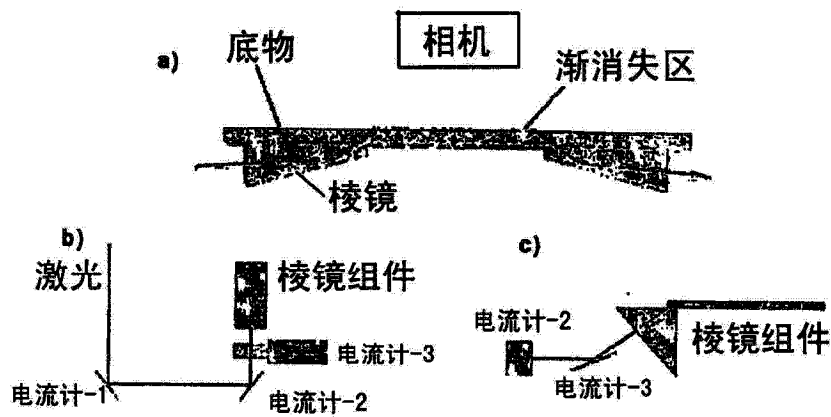 相机
a)
底物
渐消失区
棱镜
b)
激光
棱镜组件
电流计-3
电流计-1
电流计-2
c)
电流计-2
棱镜组件
电流计-3